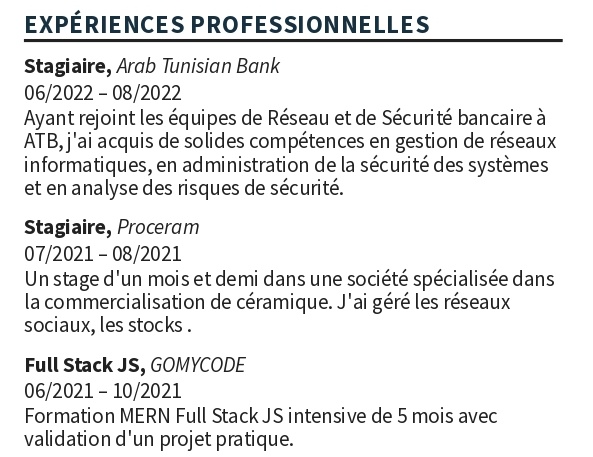 EXPÉRIENCES PROFESSIONNELLES
Stagiaire, Arab Tunisian Bank
06/2022 – 08/2022
Ayant rejoint les équipes de Réseau et de Sécurité bancaire à
ATB, j'ai acquis de solides compétences en gestion de réseaux
informatiques, en administration de la sécurité des systèmes
et en analyse des risques de sécurité.
Stagiaire, Proceram
07/2021 – 08/2021
Un stage d'un mois et demi dans une société spécialisée dans
la commercialisation de céramique. J'ai géré les réseaux
sociaux, les stocks .
Full Stack JS, GOMYCODE
06/2021 – 10/2021
Formation MERN Full Stack JS intensive de 5 mois avec
validation d'un projet pratique.